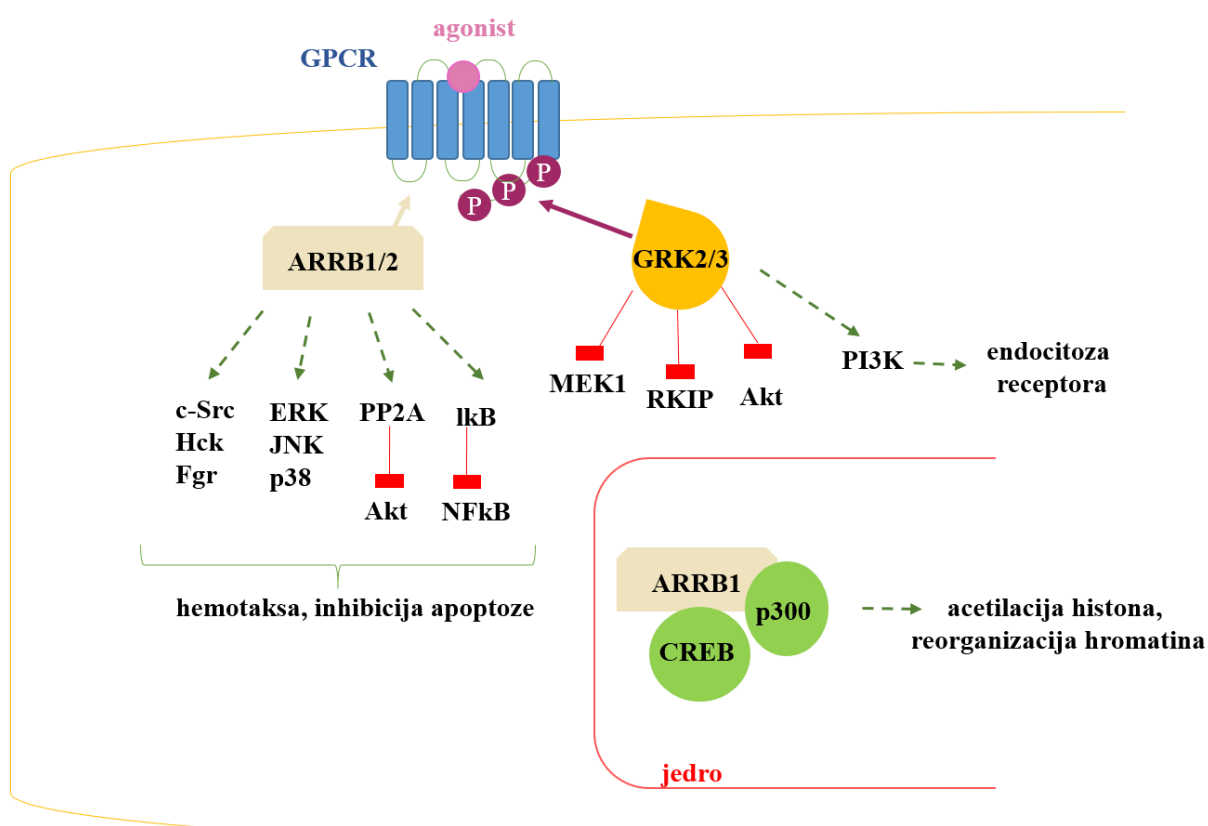 agonist
GPCR
P
P
P
ARRB1/2
GRK2/3
MEK1
RKIP
Akt
PI3K
endocitoza
receptora
c-Src
Hck
Fgr
ERK
JNK
p38
PP2A
lkB
Akt
NFkB
hemotaksa, inhibicija apoptoze
ARRB1
p300
CREB
acetilacija histona,
reorganizacija hromatina
jedro